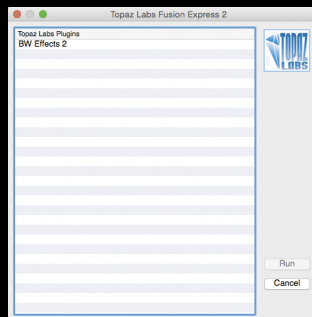 Topaz Labs Fusion Express 2
Topaz Labs Plugins
BW Effects 2
TOPAZ
LABS
Run
Cancel